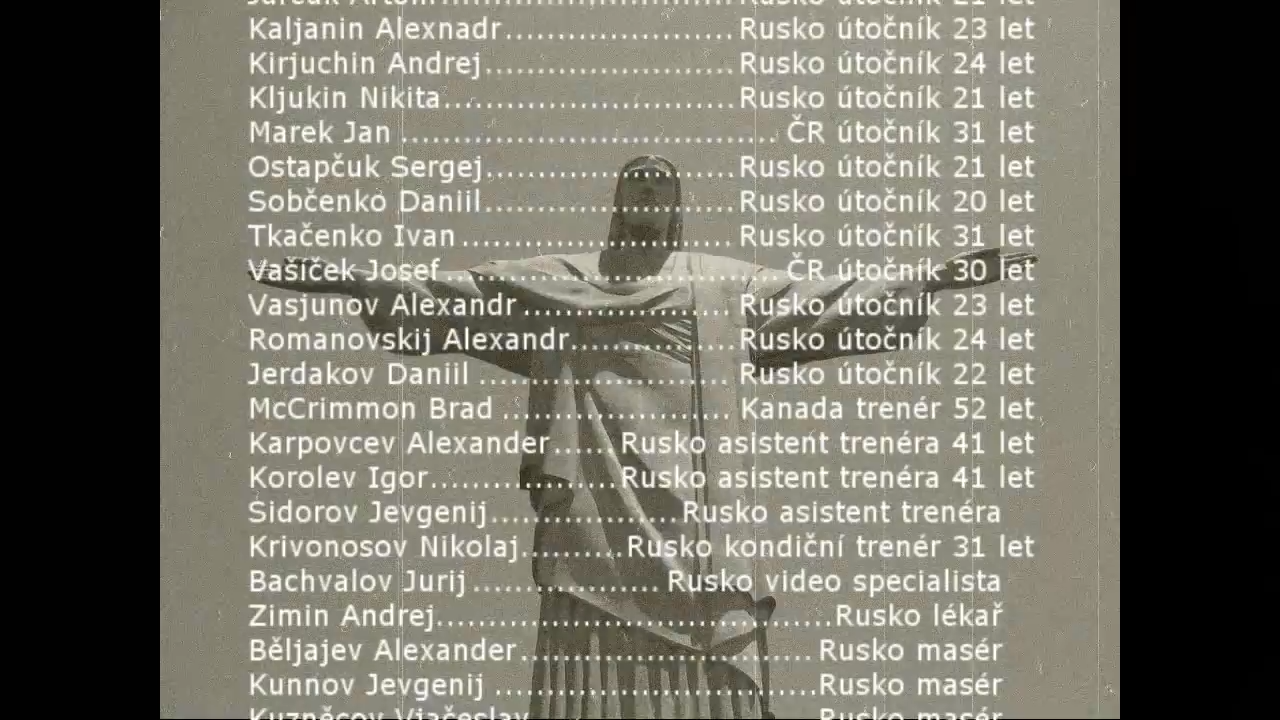 Kaljanin Alexnadr......................Rusko útočník 23 let
Kirjuchin Andrej........................Rusko útočník 24 let
Kljukin Nikita............................Rusko útočník 21 let
Marek Jan ....................................ČR útočník 31 let
Ostapčuk Sergej........................Rusko útočník 21 let
Sobčenko Daniil........................Rusko útočník 20 let
Tkačenko Ivan..........................Rusko útočník 31 let
Vašíček Josef................................ČR útočník 30 let
Vasjunov Alexandr....................Rusko útočník 23 let
Romanovskij Alexandr................Rusko útočník 24 let
Jerdakov Daniil ........................Rusko útočník 22 let
McCrimmon Brad ......................Kanada trenér 52 let
Karpovcev Alexander......Rusko asistent trenéra 41 let
Korolev Igor..................Rusko asistent trenéra 41 let
Sidorov Jevgenij..................Rusko asistent trenéra
Krivonosov Nikolaj..........Rusko kondiční trenér 31 let
Bachvalov Jurij..................Rusko video specialista
Zimin Andrej......................................Rusko lékař
Běljajev Alexander............................Rusko masér
Kunnov Jevgenij ...............................Rusko masér
Kuzněcov Vjačeslav............................Rusko masér